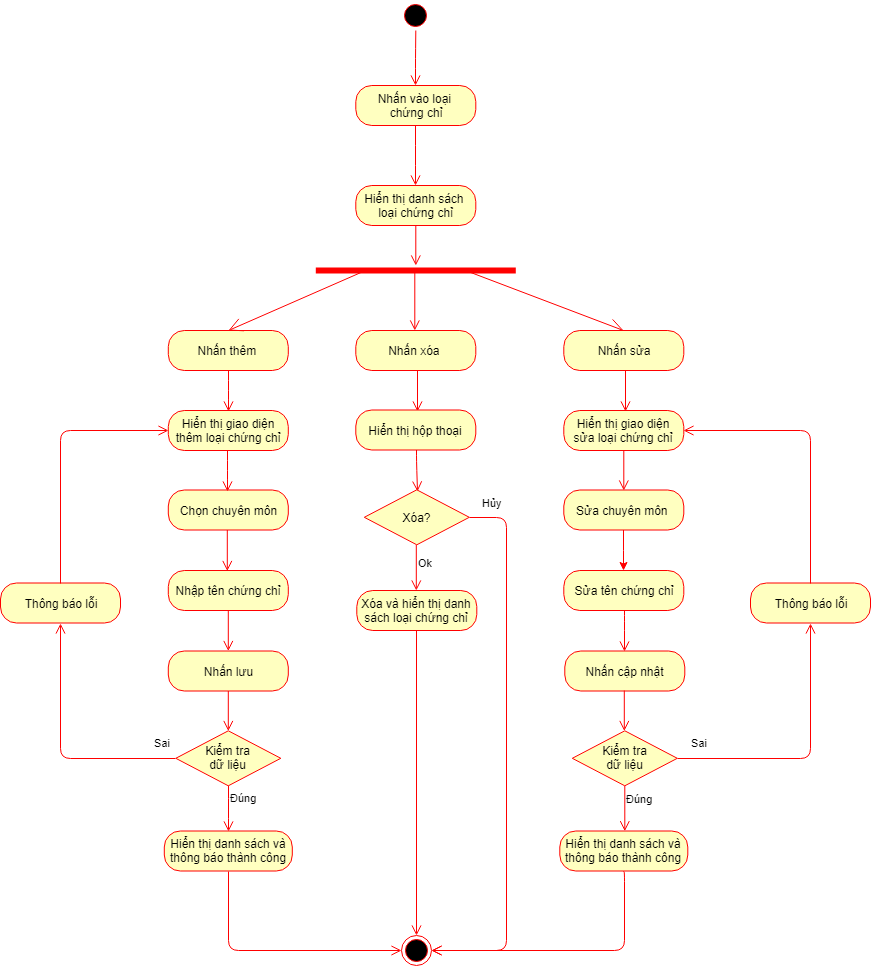 Nhấn vào loại
chứng chỉ
Hiển thị danh sách
loại chứng chỉ
Nhấn thêm
Nhấn xóa
Nhấn sửa
Hiển thị giao diện
thêm loại chứng chỉ
Hiển thị hộp thoại
Hiển thị giao diện
sửa loại chứng chỉ
Chọn chuyên môn
Xóa?
Hủy
Sửa chuyên môn
Ok
Thông báo lỗi
Nhập tên chứng chỉ
Xóa và hiển thị danh
sách loại chứng chỉ
Sửa tên chứng chỉ
Thông báo lỗi
Nhấn lưu
Nhấn cập nhật
Sai
Kiểm tra
dữ liệu
Kiểm tra
dữ liệu
Sai
Đúng
Đúng
Hiển thị danh sách và
thông báo thành công
Hiển thị danh sách và
thông báo thành công